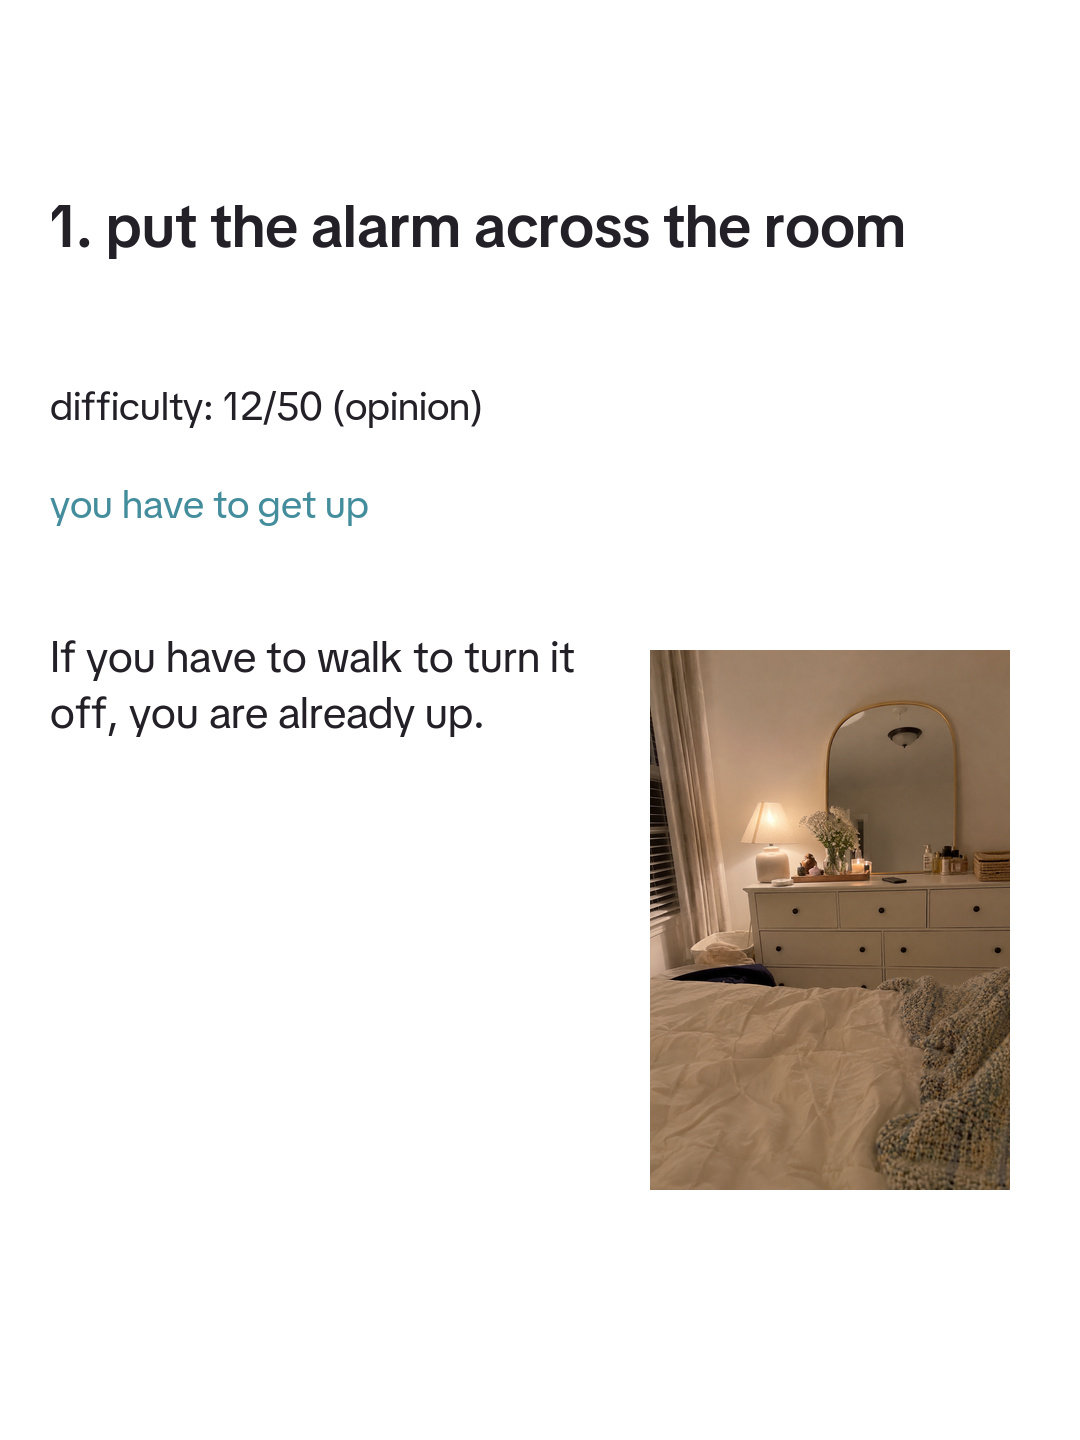 1. put the alarm across the room
difficulty: 12/50 (opinion)
you have to get up
If you have to walk to turn it
off, you are already up.